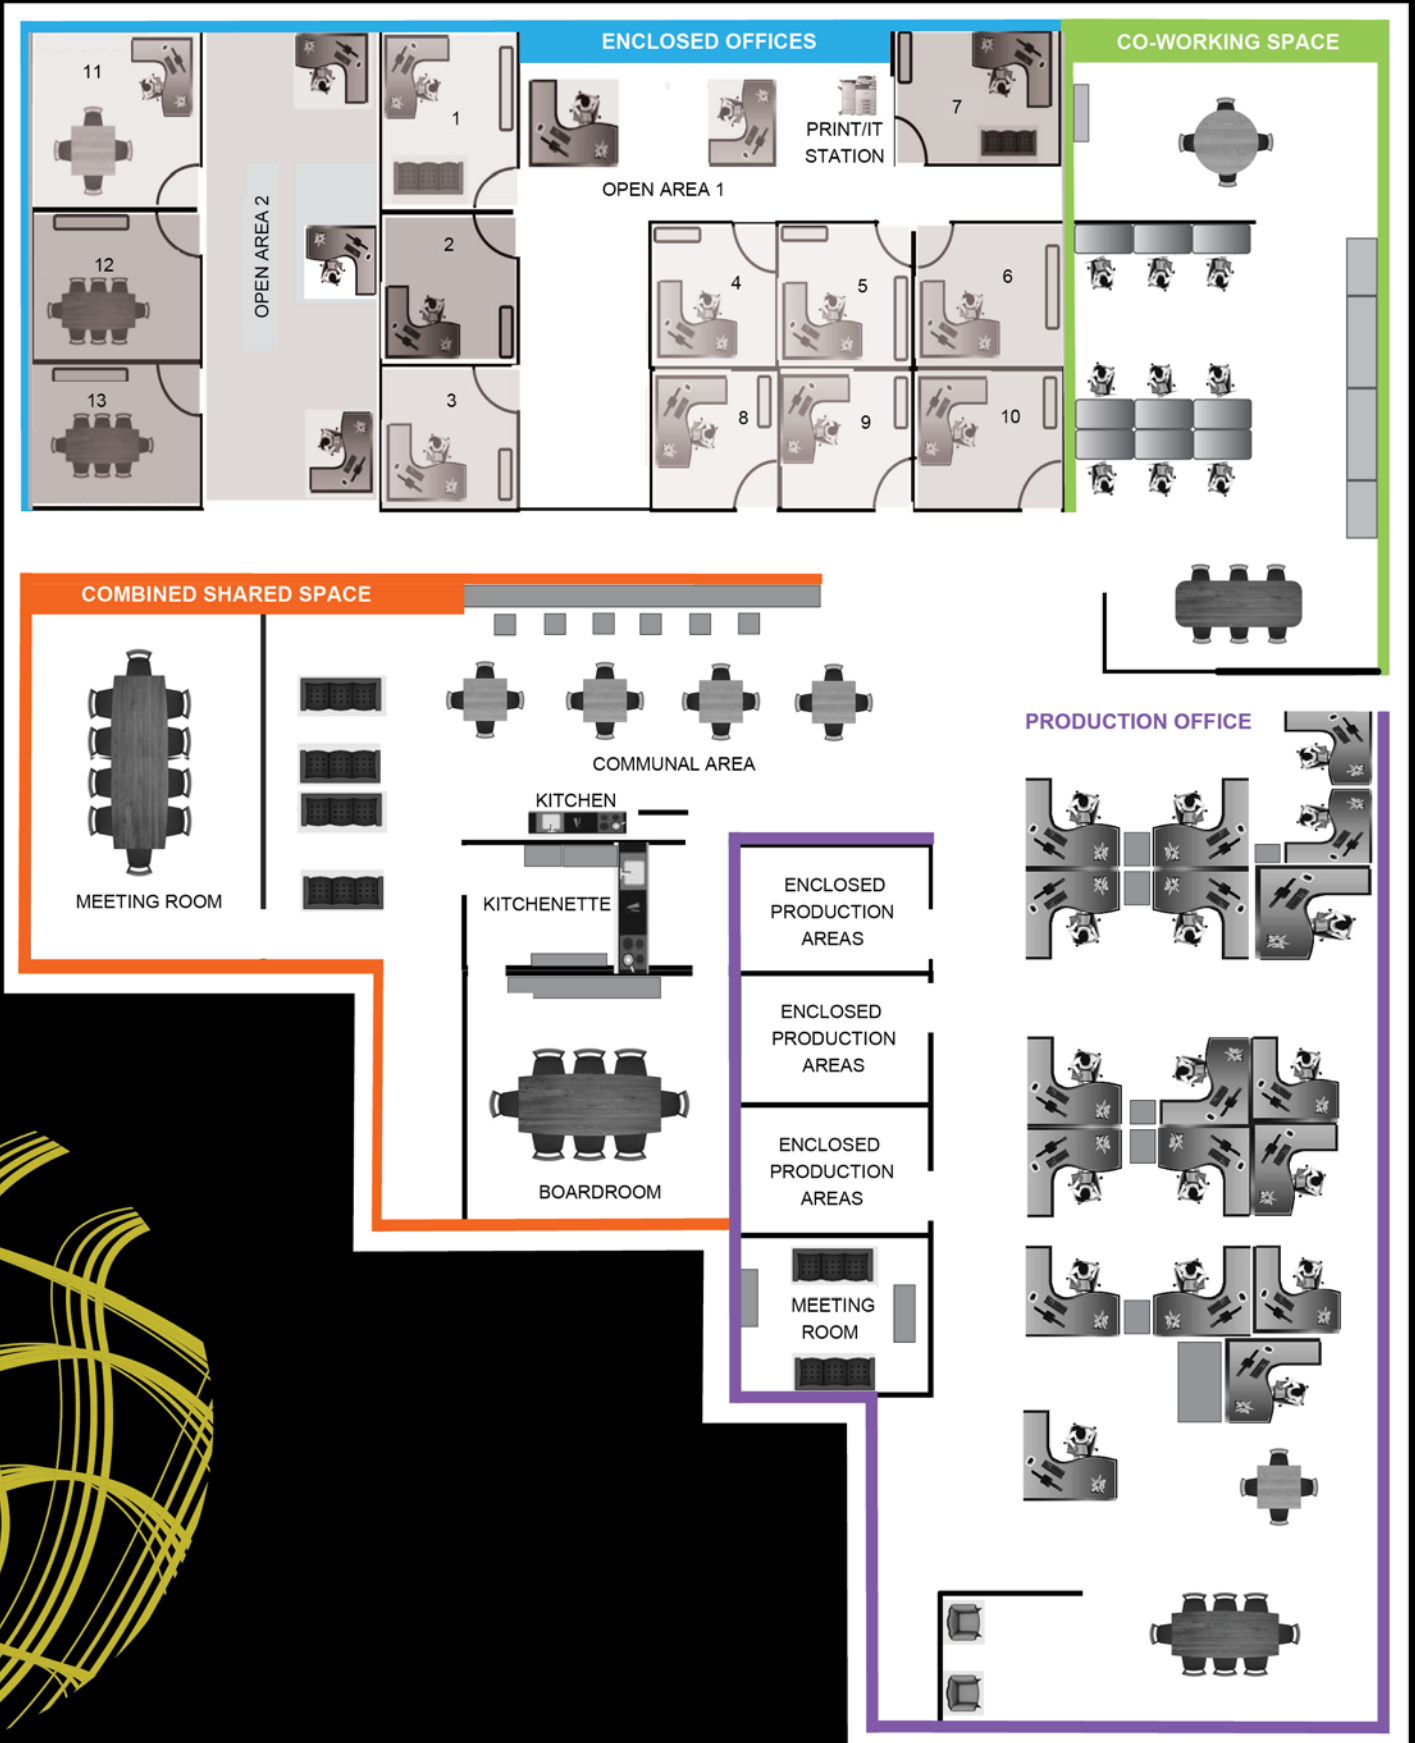 ENCLOSED OFFICES
CO-WORKING SPACE
11
1
7
PRINT/IT
STATION
OPEN AREA 1
OPEN AREA 2
2
12
4
5
6
13
3
8
9
10
COMBINED SHARED SPACE
COMMUNAL AREA
PRODUCTION OFFICE
KITCHEN
MEETING ROOM
KITCHENETTE
ENCLOSED
PRODUCTION
AREAS
ENCLOSED
PRODUCTION
AREAS
ENCLOSED
PRODUCTION
AREAS
BOARDROOM
MEETING
ROOM